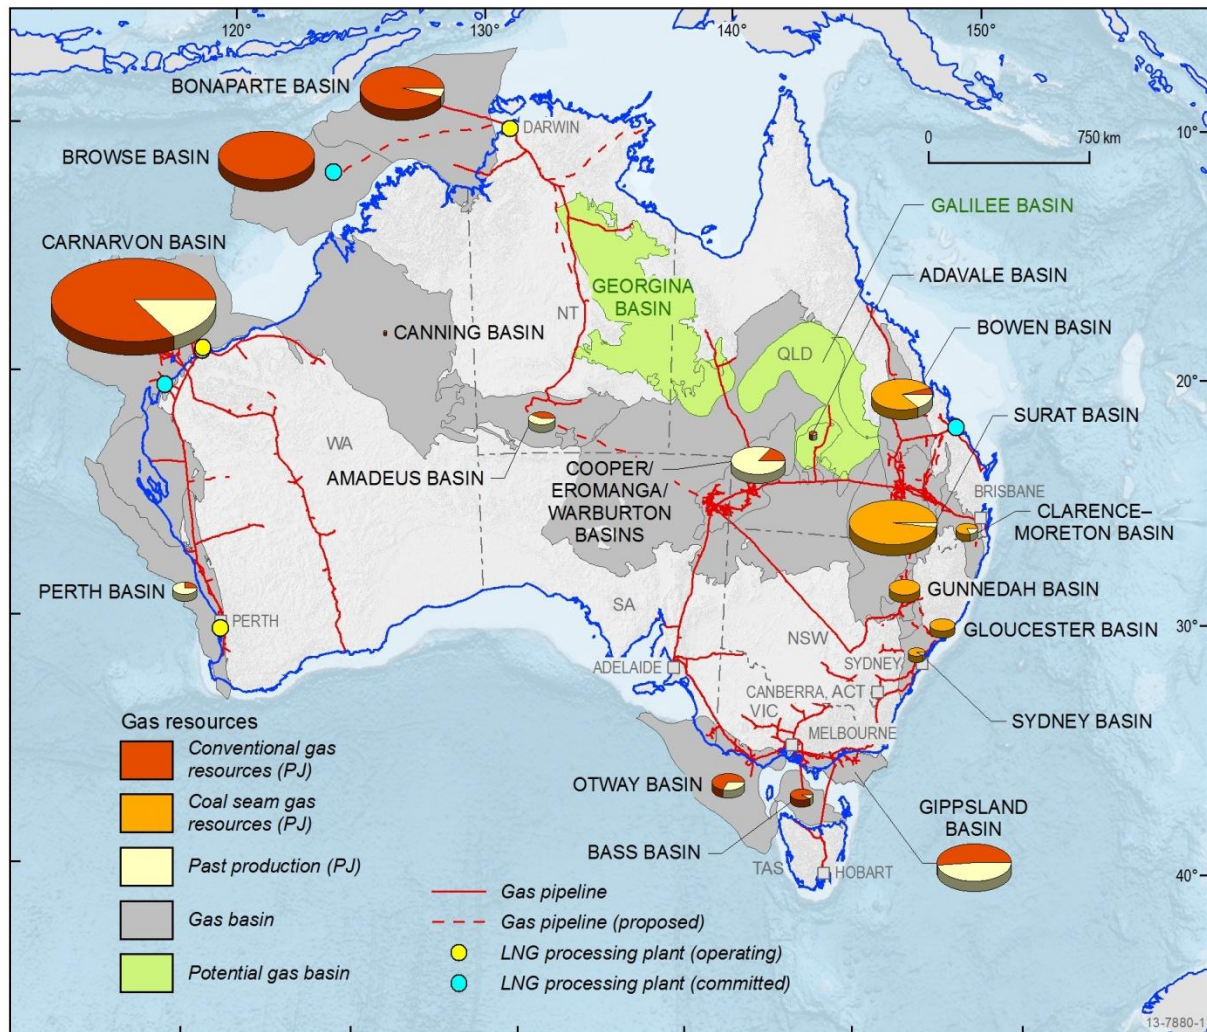 120°
130°
140°
150°
BONAPARTE BASIN
DARWIN
0
750 km
10°
BROWSE BASIN
GALILEE BASIN
CARNARVON BASIN
ADAVALE BASIN
GEORGINA
BASIN
NT
CANNING BASIN
BOWEN BASIN
QLD
20°
SURAT BASIN
WA
AMADEUS BASIN
COOPER/
EROMANGA/
WARBURTON
BASINS
BRISBANE
CLARENCE–
MORETON BASIN
PERTH BASIN
GUNNEDAH BASIN
SA
PERTH
GLOUCESTER BASIN
30°
NSW
ADELAIDE
SYDNEY
CANBERRA, ACT
VIC
SYDNEY BASIN
MELBOURNE
OTWAY BASIN
GIPPSLAND
BASIN
BASS BASIN
TAS
HOBART
40°
Gas resources
Conventional gas
resources (PJ)
Coal seam gas
resources (PJ)
Past production (PJ)
Gas basin
Potential gas basin
Gas pipeline
Gas pipeline (proposed)
LNG processing plant (operating)
LNG processing plant (committed)
13-7880-1